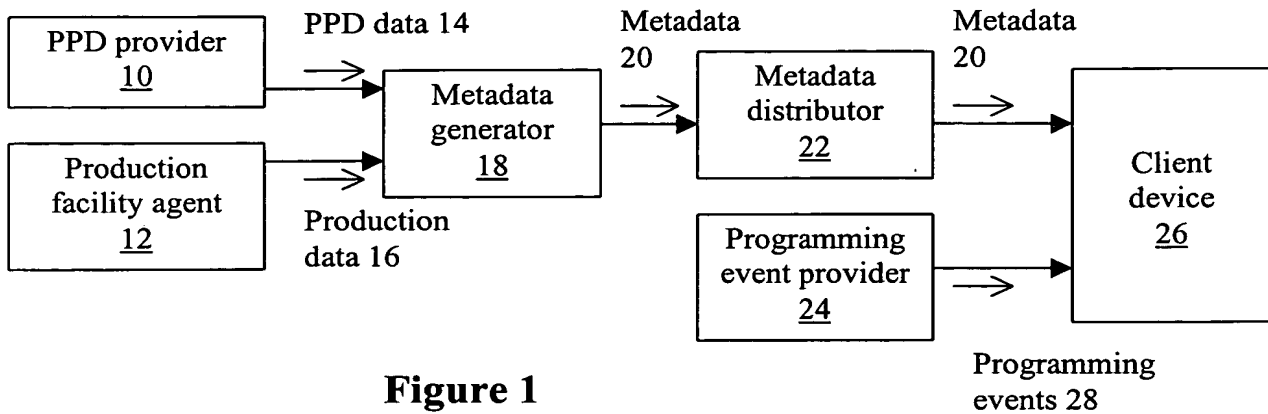 PPD provider
10
PPD data 14
Production
facility agent
12
Production
data 16
Metadata
generator
18
Metadata
20
Metadata
distributor
22
Metadata
20
Programming
event provider
24
Programming
events 28
Client
device
26
Figure 1